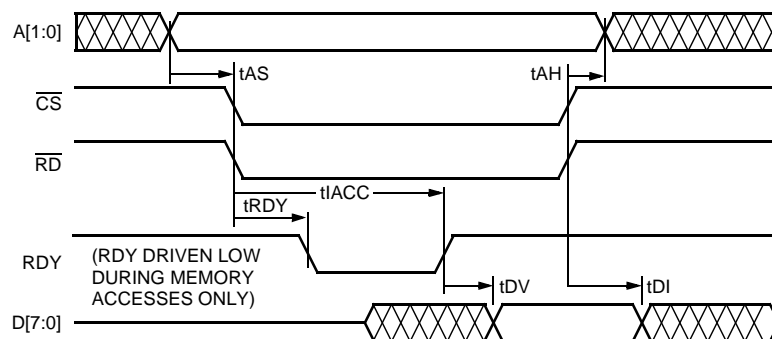 A[1:0]
tAS
tAH
CS
RD
tIACC
tRDY
RDY
(RDY DRIVEN LOW
DURING MEMORY
ACCESSES ONLY)
tDV
tDI
D[7:0]